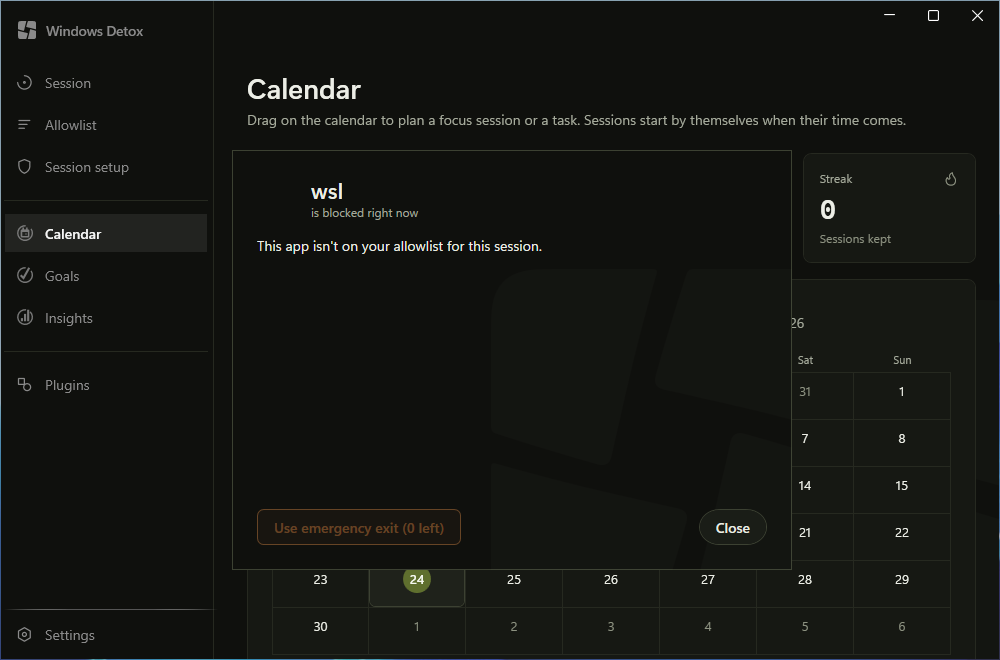 Windows Detox
Session
Allowlist
Session setup
Calendar
Goals
Insights
Plugins
Settings
Calendar
Drag on the calendar to plan a focus session or a task. Sessions start by themselves when their time comes.
wsl
is blocked right now
This app isn't on your allowlist for this session.
Use emergency exit (0 left)
Close
Streak
0
Sessions kept
26
Sat Sun
31 1
7 8
14 15
21 22
23 24 25 26 27 28 29
30 1 2 3 4 5 6